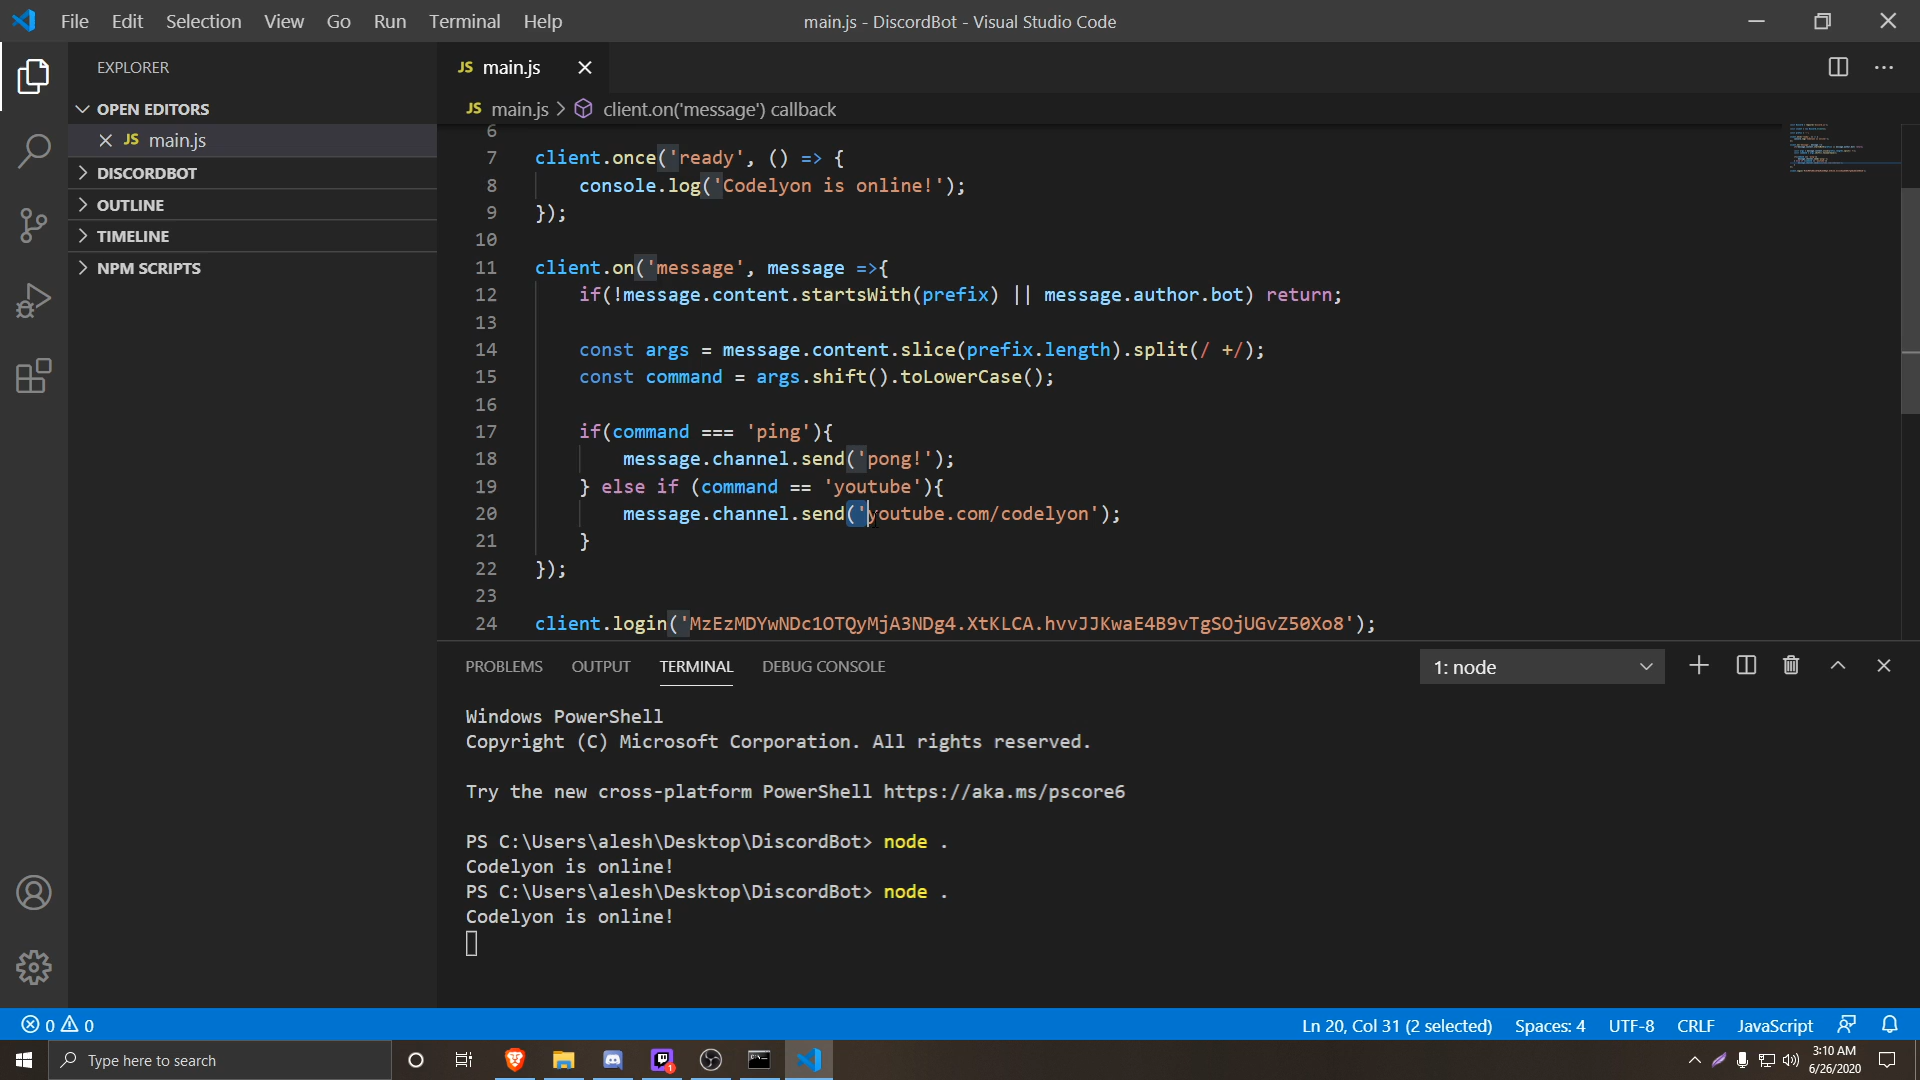 File Edit Selection View Go Run Terminal Help
main.js - DiscordBot - Visual Studio Code
EXPLORER
OPEN EDITORS
JS main.js
DISCORDBOT
OUTLINE
TIMELINE
NPM SCRIPTS
JS main.js
JS main.js > client.on('message') callback
6
7 client.once('ready', () => {
8 console.log('Codelyon is online!');
9 });
10
11 client.on('message', message =>{
12 if(!message.content.startsWith(prefix) || message.author.bot) return;
13
14 const args = message.content.slice(prefix.length).split(/ +/);
15 const command = args.shift().toLowerCase();
16
17 if(command === 'ping'){
18 message.channel.send('pong!');
19 } else if (command == 'youtube'){
20 message.channel.send('youtube.com/codelyon');
21 }
22 });
23
24 client.login('MzEzMDYwNDc1OTQyMjA3NDg4.XtKLCA.hvvJJKwaE4B9vTgSOjUGvZ50Xo8');
PROBLEMS OUTPUT TERMINAL DEBUG CONSOLE
1: node
Windows PowerShell
Copyright (C) Microsoft Corporation. All rights reserved.
Try the new cross-platform PowerShell https://aka.ms/pscore6
PS C:\Users\alesh\Desktop\DiscordBot> node .
Codelyon is online!
PS C:\Users\alesh\Desktop\DiscordBot> node .
Codelyon is online!
0 0
Ln 20, Col 31 (2 selected) Spaces: 4 UTF-8 CRLF JavaScript
Type here to search
1
3:10 AM
6/26/2020